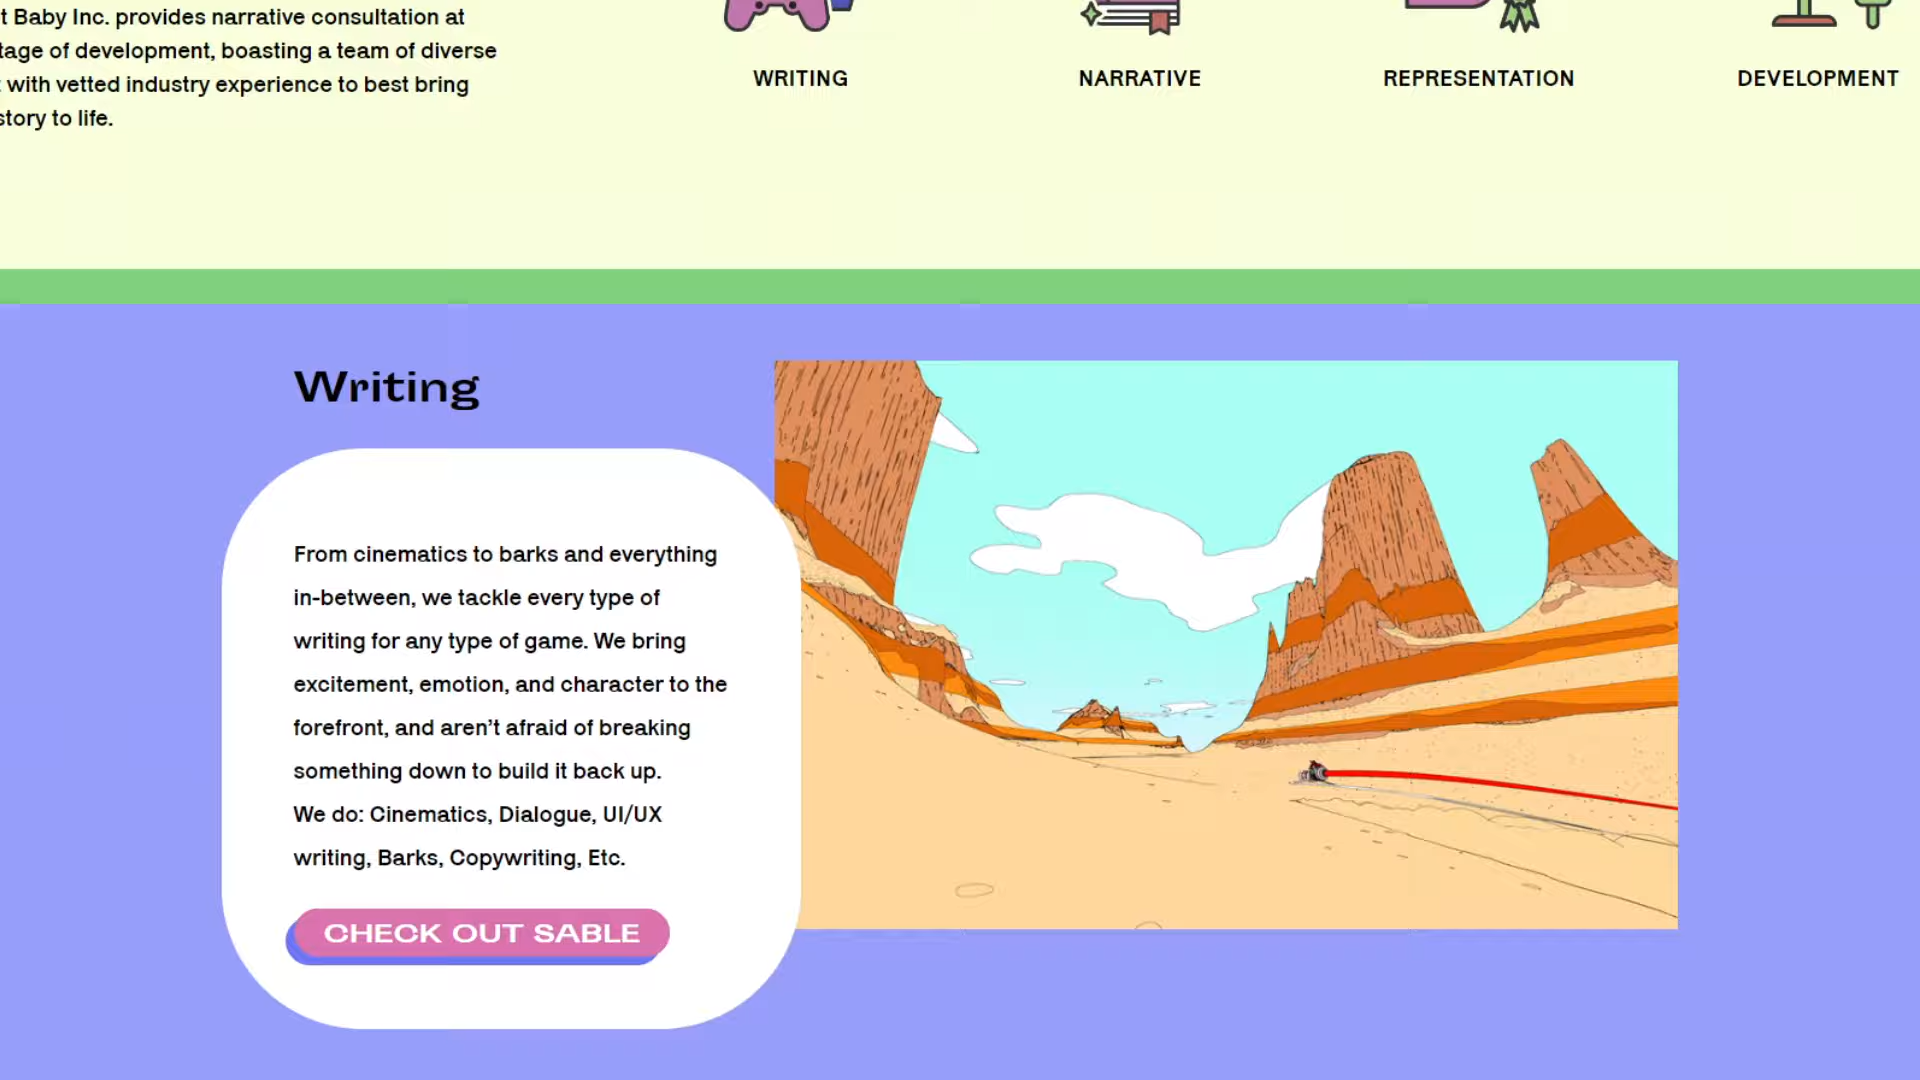 t Baby Inc. provides narrative consultation at
tage of development, boasting a team of diverse
with vetted industry experience to best bring
story to life.
WRITING
NARRATIVE
REPRESENTATION
DEVELOPMENT
Writing
From cinematics to barks and everything
in-between, we tackle every type of
writing for any type of game. We bring
excitement, emotion, and character to the
forefront, and aren’t afraid of breaking
something down to build it back up.
We do: Cinematics, Dialogue, UI/UX
writing, Barks, Copywriting, Etc.
CHECK OUT SABLE